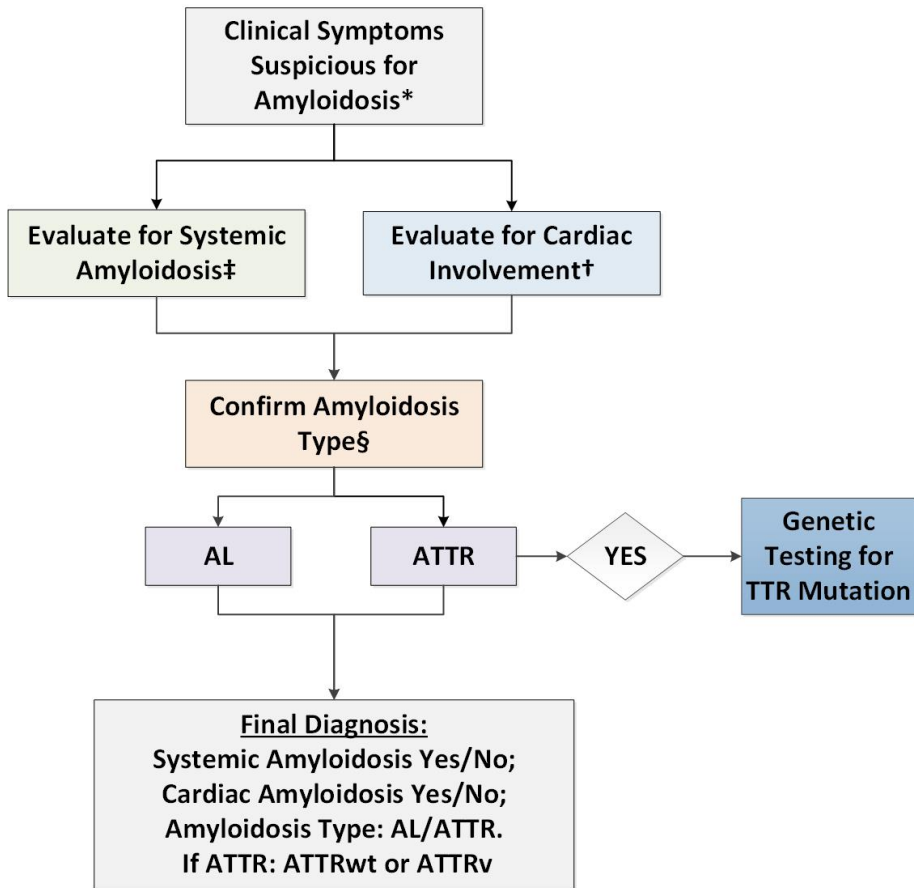 Clinical Symptoms
Suspicious for
Amyloidosis*
Evaluate for Systemic
Amyloidosis‡
Evaluate for Cardiac
Involvement†
Confirm Amyloidosis
Type§
AL
ATTR
YES
Genetic
Testing for
TTR Mutation
Final Diagnosis:
Systemic Amyloidosis Yes/No;
Cardiac Amyloidosis Yes/No;
Amyloidosis Type: AL/ATTR.
If ATTR: ATTRwt or ATTRv